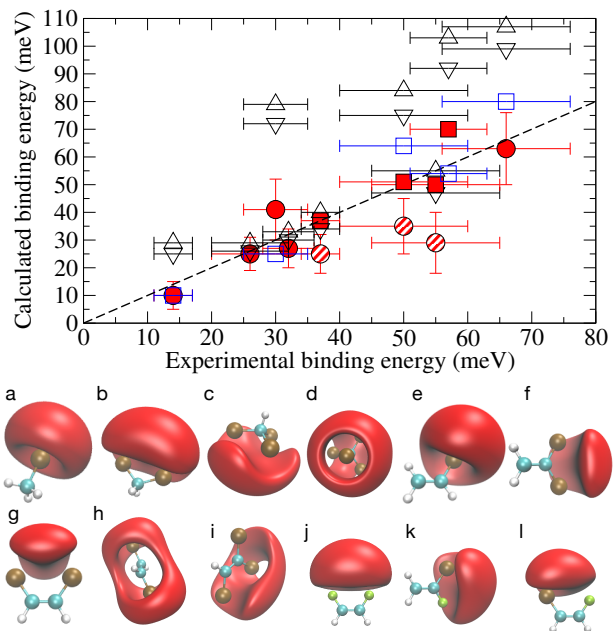 Calculated binding energy (meV)
110
100
90
80
70
60
50
40
30
20
10
0
0 10 20 30 40 50 60 70 80
Experimental binding energy (meV)
a b c d e f
g h i j k l